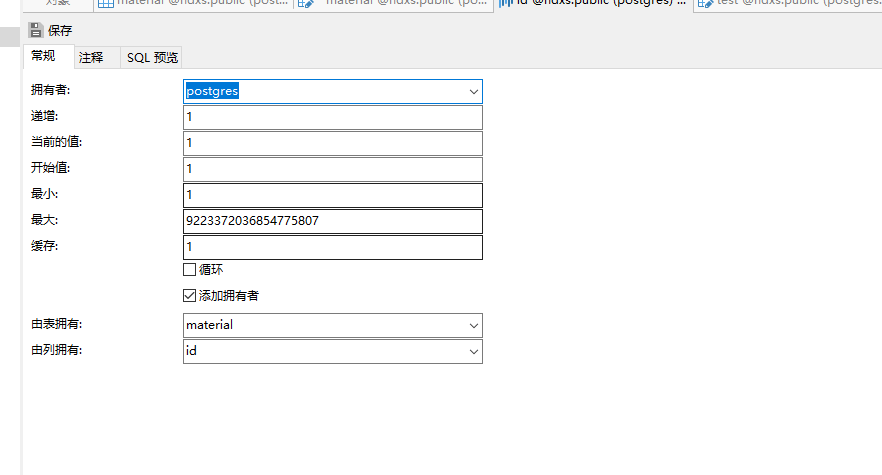 对象 material @hdxs.public (post... material @hdxs.public (post... id @hdxs.public (postgres) ... test @hdxs.public (postgres
保存
常规 注释 SQL 预览
拥有者: postgres
递增: 1
当前的值: 1
开始值: 1
最小: 1
最大: 9223372036854775807
缓存: 1
循环
添加拥有者
由表拥有: material
由列拥有: id